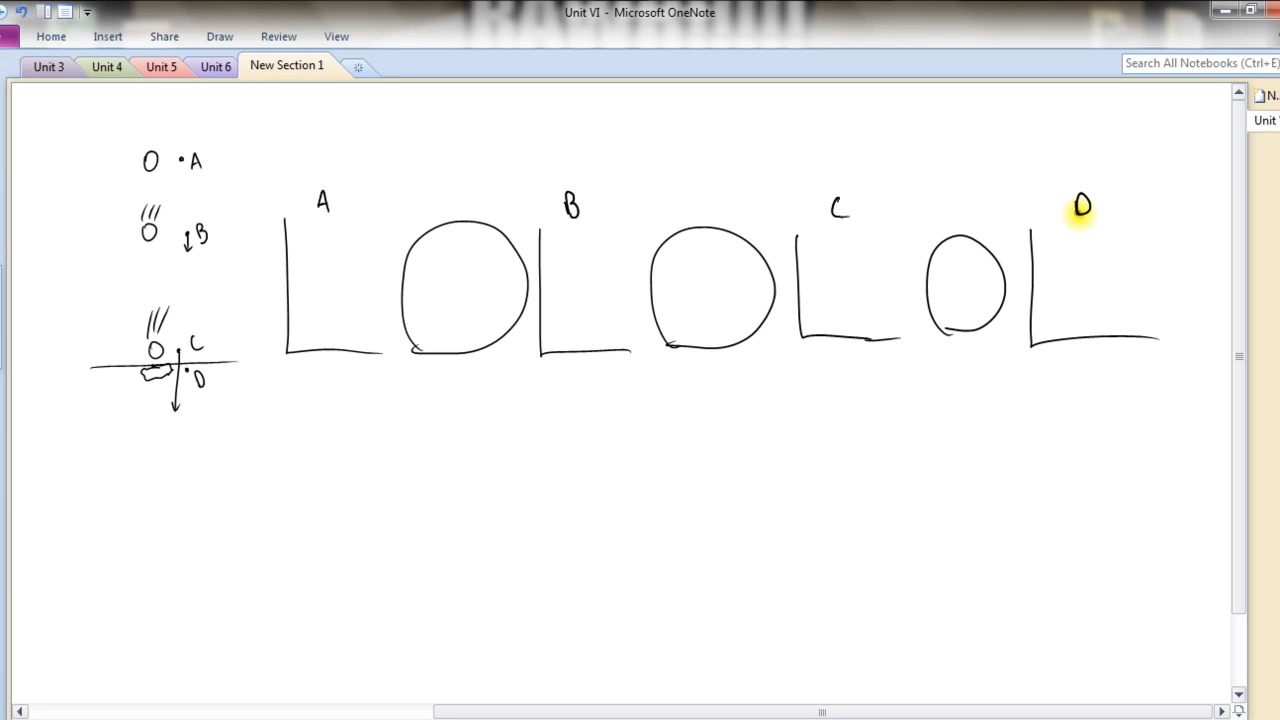 Unit VI - Microsoft OneNote
Home Insert Share Draw Review View
Unit 3 Unit 4 Unit 5 Unit 6 New Section 1
Search All Notebooks (Ctrl+E)
N...
Unit
A
B
C
D
A
B
C
D